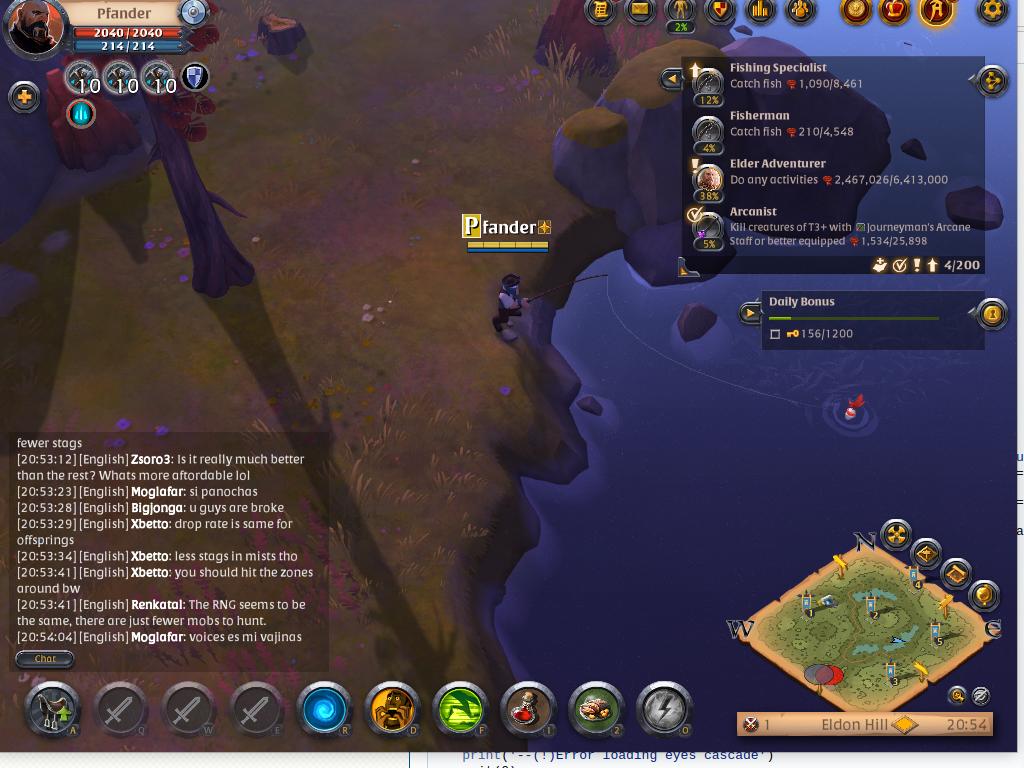 Pfander
2040 / 2040
214 / 214
10 10 10
2%
Fishing Specialist
Catch fish 1,090/8,461
12%
Fisherman
Catch fish 210/4,548
4%
Elder Adventurer
Do any activities 2,467,026/6,413,000
38%
Arcanist
Kill creatures of T3+ with Journeyman's Arcane
Staff or better equipped 1,534/25,898
5%
4/200
Daily Bonus
156/1200
Pfander
fewer stags
[20:53:12] [English] Zsoro3: Is it really much better
than the rest? Whats more affordable lol
[20:53:23] [English] Moglafar: si panochas
[20:53:28] [English] Bigjonga: u guys are broke
[20:53:29] [English] Xbetto: drop rate is same for
offsprings
[20:53:34] [English] Xbetto: less stags in mists tho
[20:53:41] [English] Xbetto: you should hit the zones
around bw
[20:53:41] [English] Renkatal: The RNG seems to be
the same, there are just fewer mobs to hunt.
[20:54:04] [English] Moglafar: voices es mi vajinas
Chat
A Q W E R D F 1 2 O
N
W
E
1 2 3 4 5
1 Eldon Hill 20:54
print('--(!)Error loading eyes cascade')